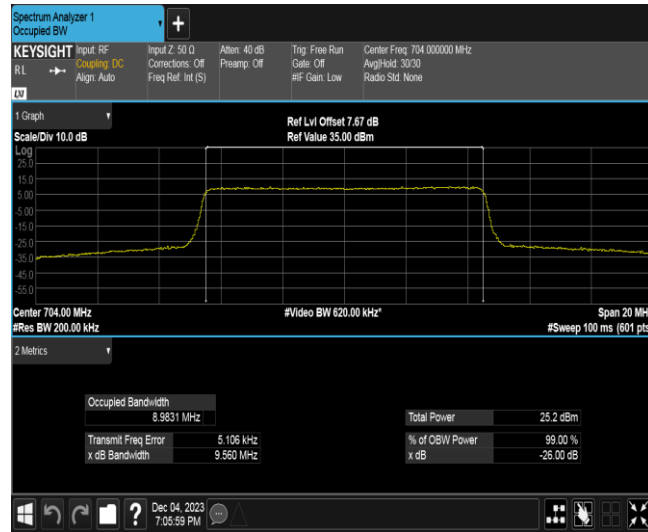 Spectrum Analyzer 1
Occupied BW
+
KEYSIGHT
RL
LXI
Input: RF
Coupling: DC
Align: Auto
Input Z: 50 Ω
Corrections: Off
Freq Ref: Int (S)
Atten: 40 dB
Preamp: Off
Trig: Free Run
Gate: Off
#IF Gain: Low
Center Freq: 704.000000 MHz
Avg|Hold: 30/30
Radio Std: None
1 Graph
Scale/Div 10.0 dB
Ref Lvl Offset 7.67 dB
Ref Value 35.00 dBm
Log
25.0
15.0
5.00
-5.00
-15.0
-25.0
-35.0
-45.0
-55.0
Center 704.00 MHz
#Video BW 620.00 kHz*
Span 20 MH
#Res BW 200.00 kHz
#Sweep 100 ms (601 pts
2 Metrics
Occupied Bandwidth
8.9831 MHz
Total Power 25.2 dBm
Transmit Freq Error 5.106 kHz
% of OBW Power 99.00 %
x dB Bandwidth 9.560 MHz
x dB -26.00 dB
?
Dec 04, 2023
7:05:59 PM